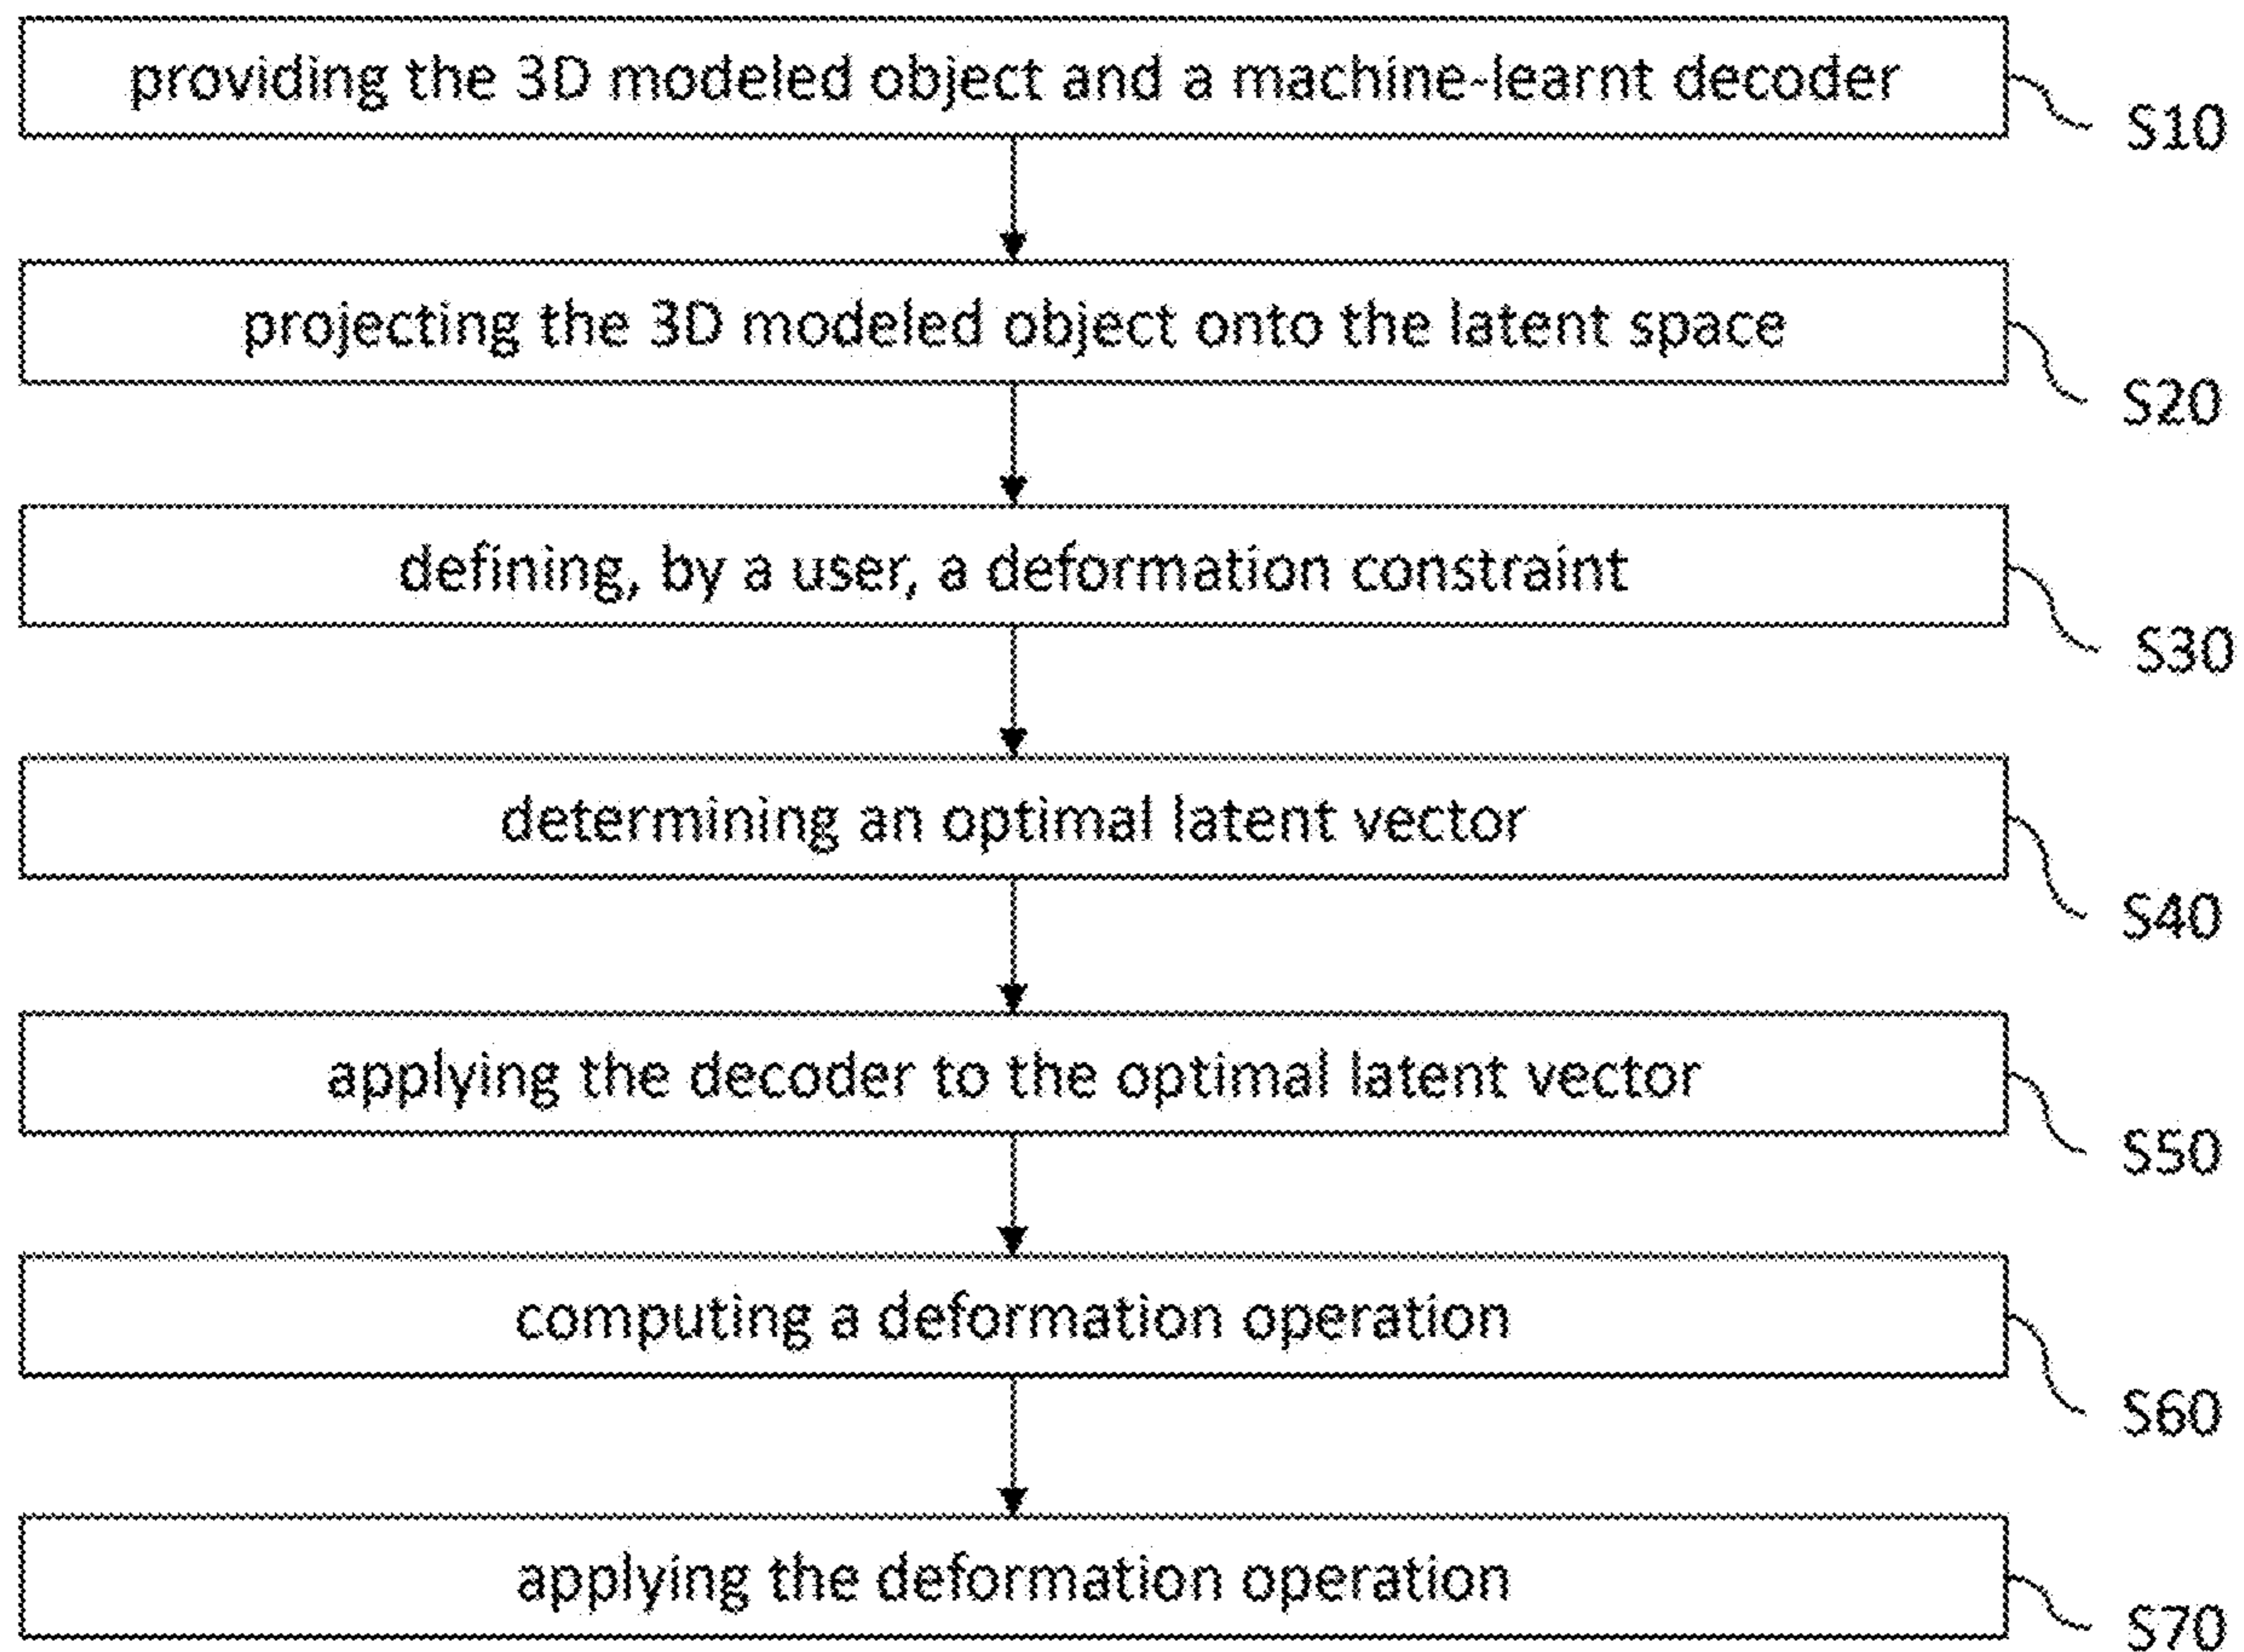 providing the 3D modeled object and a machine-learnt decoder
S10
projecting the 3D modeled object onto the latent space
S20
defining, by a user, a deformation constraint
S30
determining an optimal latent vector
S40
applying the decoder to the optimal latent vector
S50
computing a deformation operation
S60
applying the deformation operation
S70